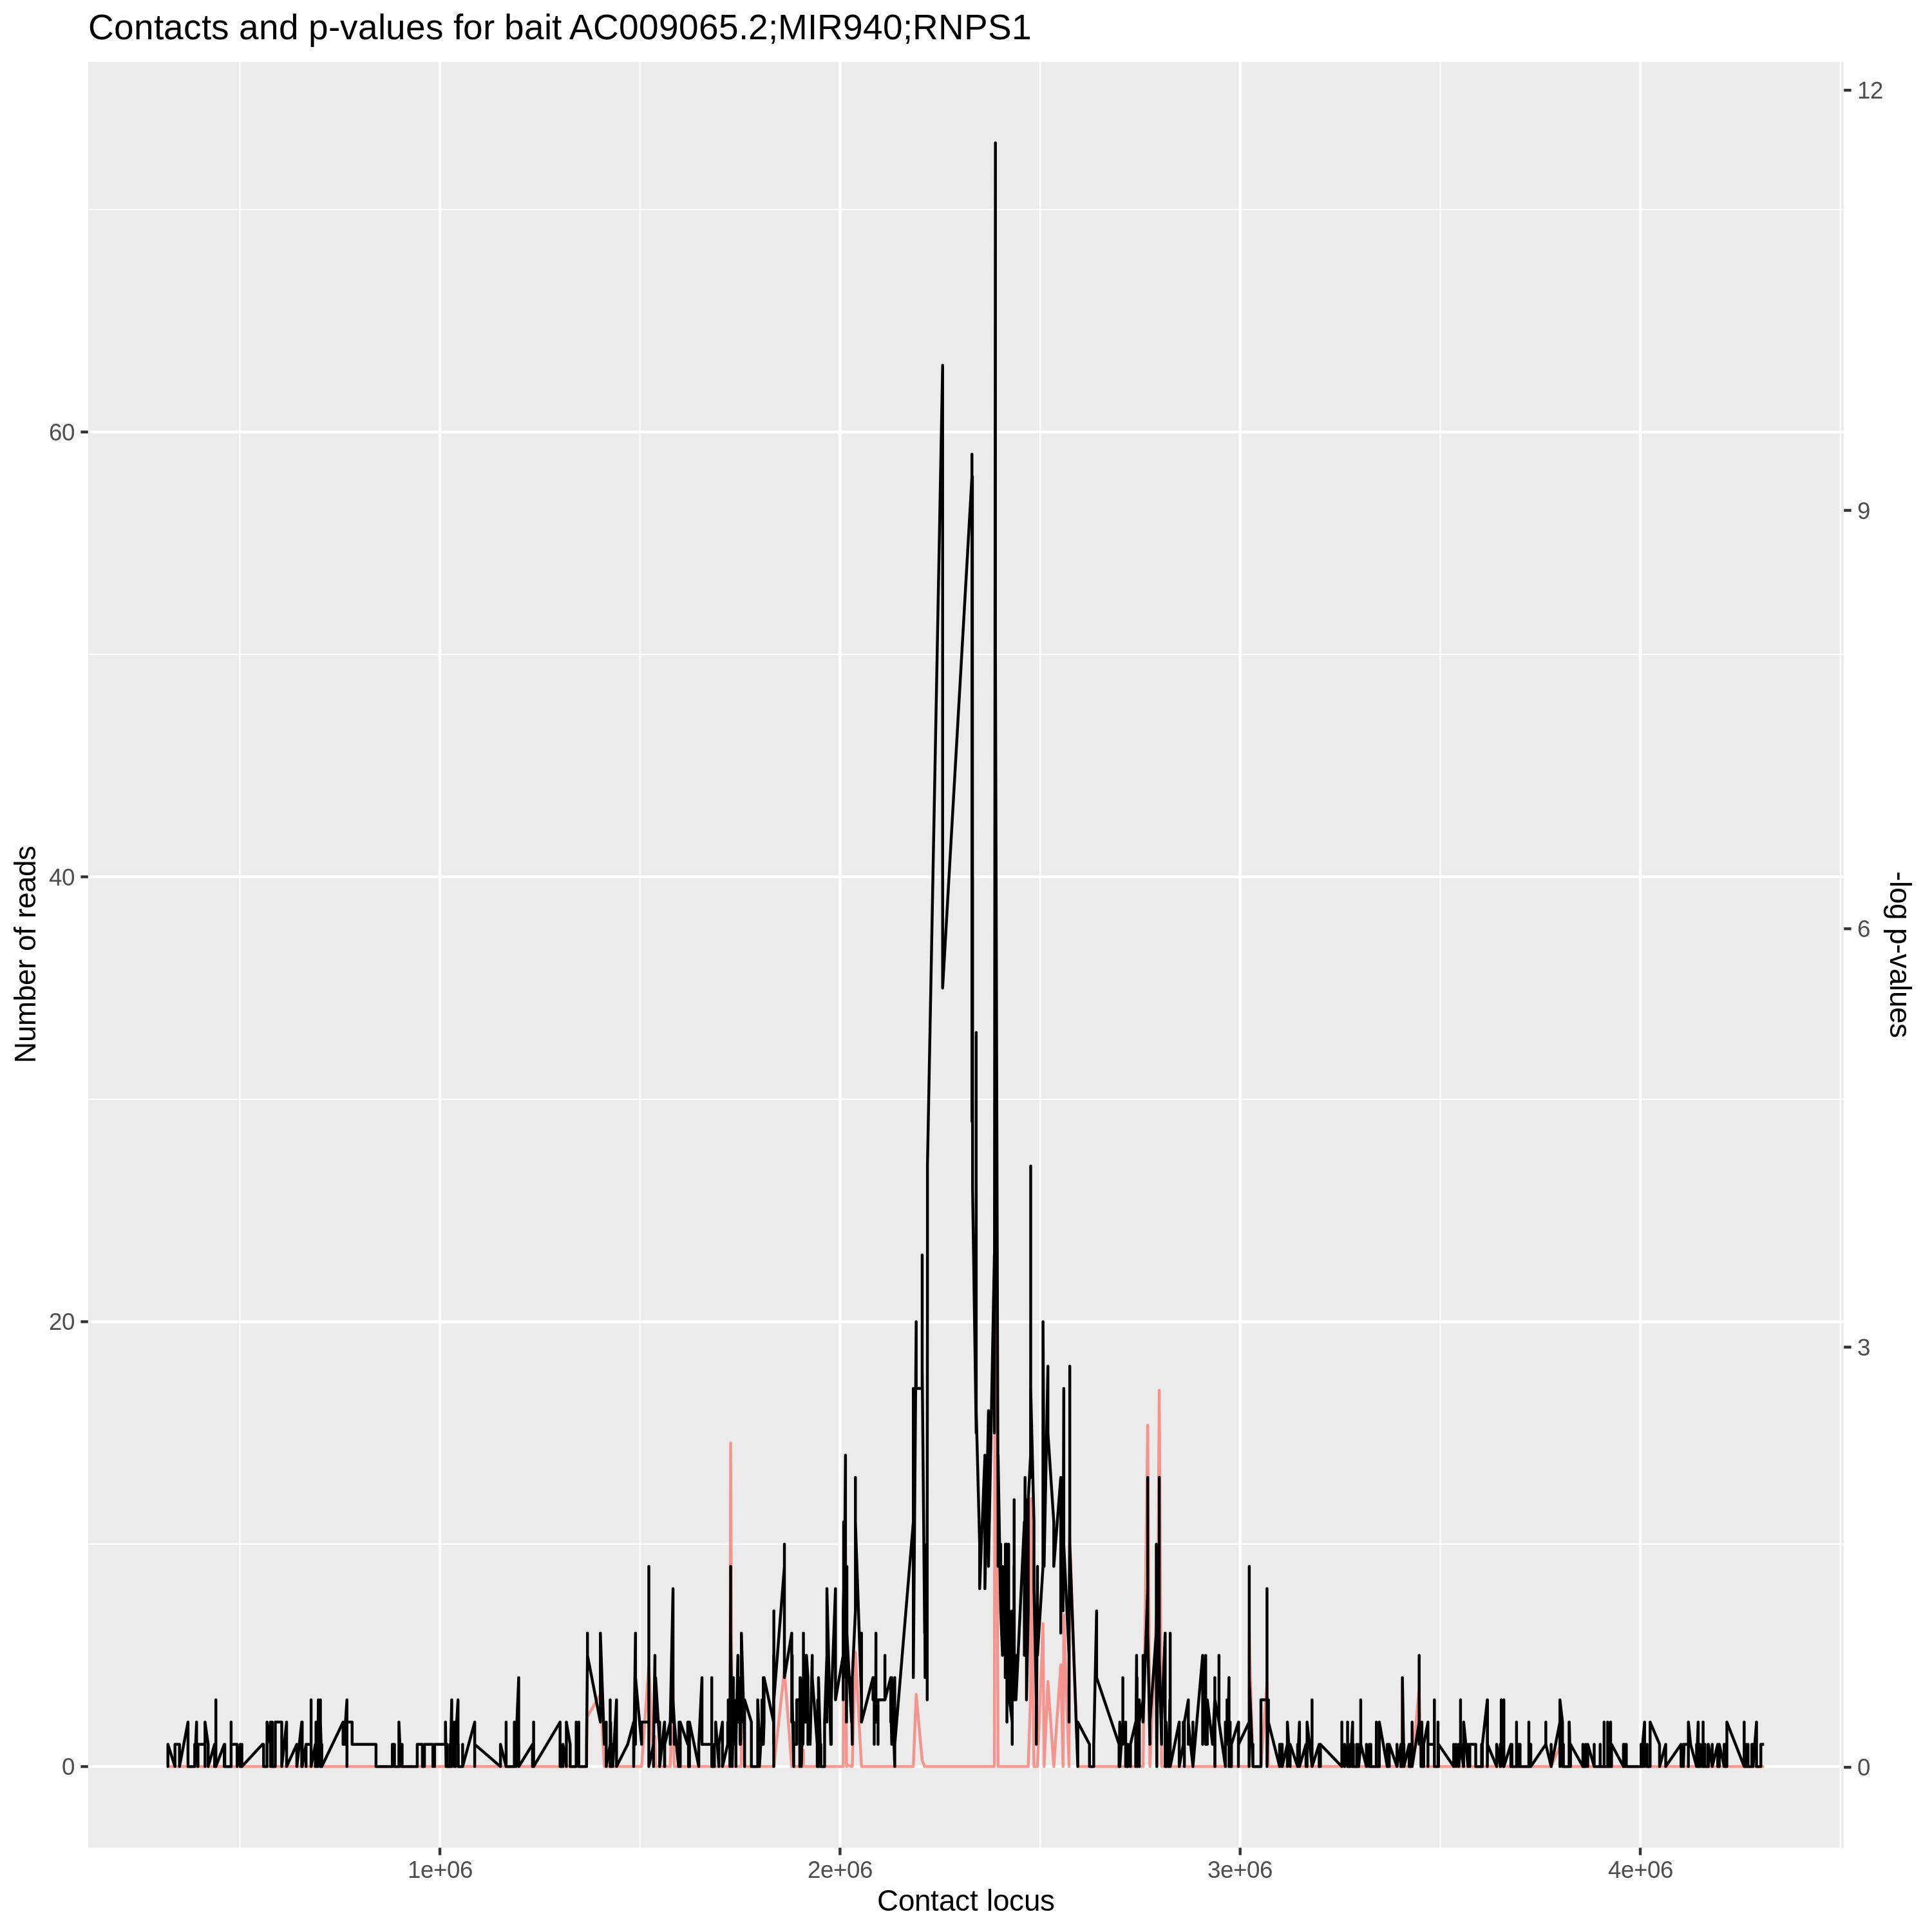 Contacts and p-values for bait AC009065.2;MIR940;RNPS1
12
9
6
3
0
60
40
20
0
Number of reads
-log p-values
1e+06
2e+06
3e+06
4e+06
Contact locus